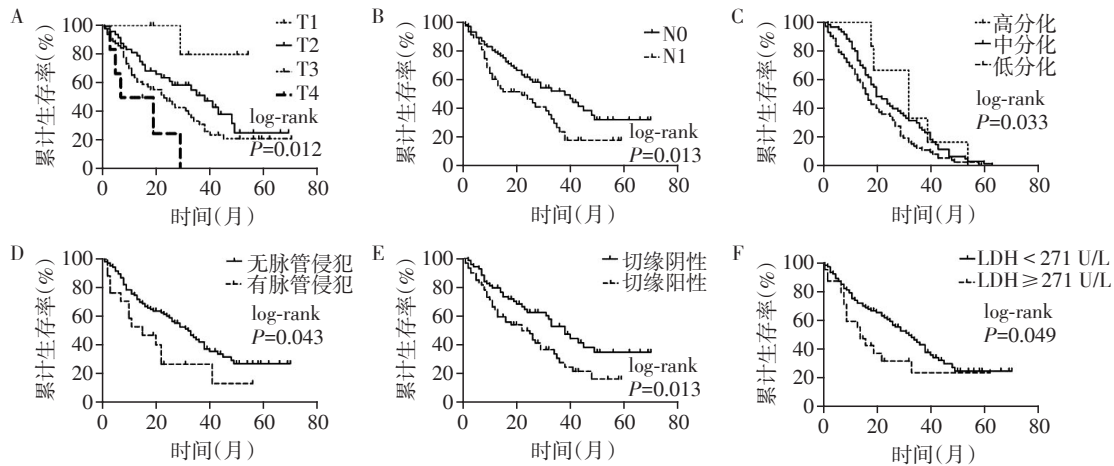 A
累计生存率(%)
100
80
60
40
20
0
T1
T2
T3
T4
log-rank
P=0.012
0 20 40 60 80
时间(月)
B
累计生存率(%)
100
80
60
40
20
0
N0
N1
log-rank
P=0.013
0 20 40 60 80
时间(月)
C
累计生存率(%)
100
80
60
40
20
0
高分化
中分化
低分化
log-rank
P=0.033
0 20 40 60 80
时间(月)
D
累计生存率(%)
100
80
60
40
20
0
无脉管侵犯
有脉管侵犯
log-rank
P=0.043
0 20 40 60 80
时间(月)
E
累计生存率(%)
100
80
60
40
20
0
切缘阴性
切缘阳性
log-rank
P=0.013
0 20 40 60 80
时间(月)
F
累计生存率(%)
100
80
60
40
20
0
LDH<271 U/L
LDH≥271 U/L
log-rank
P=0.049
0 20 40 60 80
时间(月)